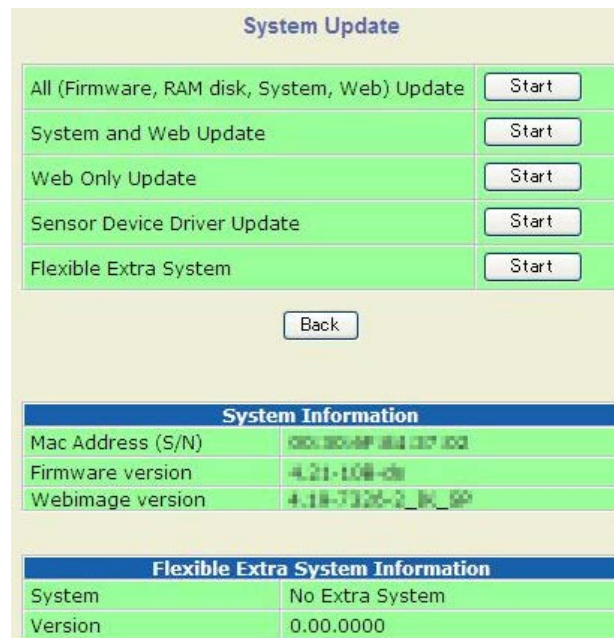 System Update
All (Firmware, RAM disk, System, Web) Update Start
System and Web Update Start
Web Only Update Start
Sensor Device Driver Update Start
Flexible Extra System Start
Back
System Information
Mac Address (S/N)
Firmware version
Webimage version
Flexible Extra System Information
System No Extra System
Version 0.00.0000